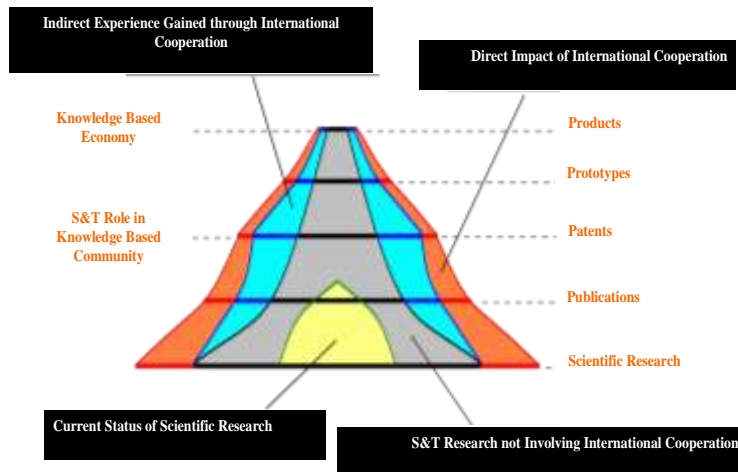 Indirect Experience Gained through International
Cooperation
Direct Impact of International Cooperation
Knowledge Based
Economy
Products
Prototypes
S&T Role in
Knowledge Based
Community
Patents
Publications
Scientific Research
Current Status of Scientific Research
S&T Research not Involving International Cooperation